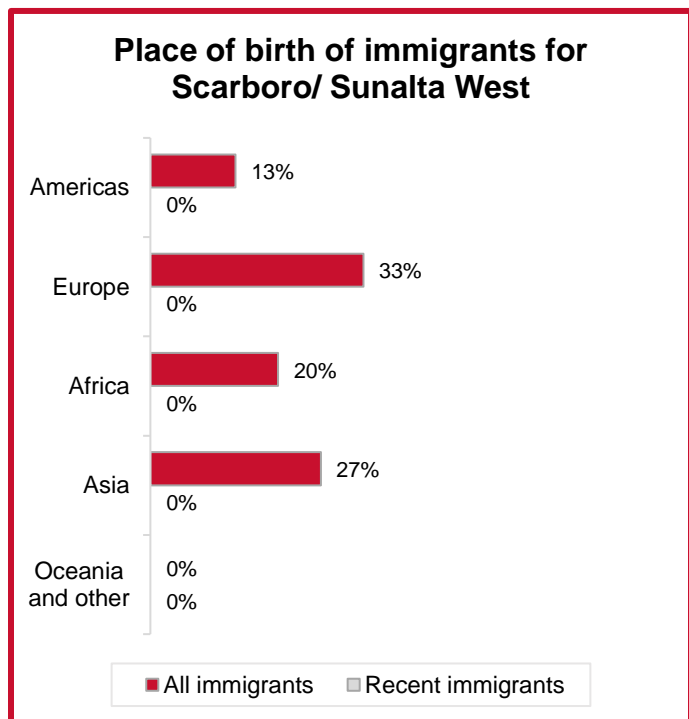 Place of birth of immigrants for
Scarboro/ Sunalta West
Americas
13%
0%
Europe
33%
0%
Africa
20%
0%
Asia
27%
0%
Oceania
and other
0%
0%
All immigrants
Recent immigrants